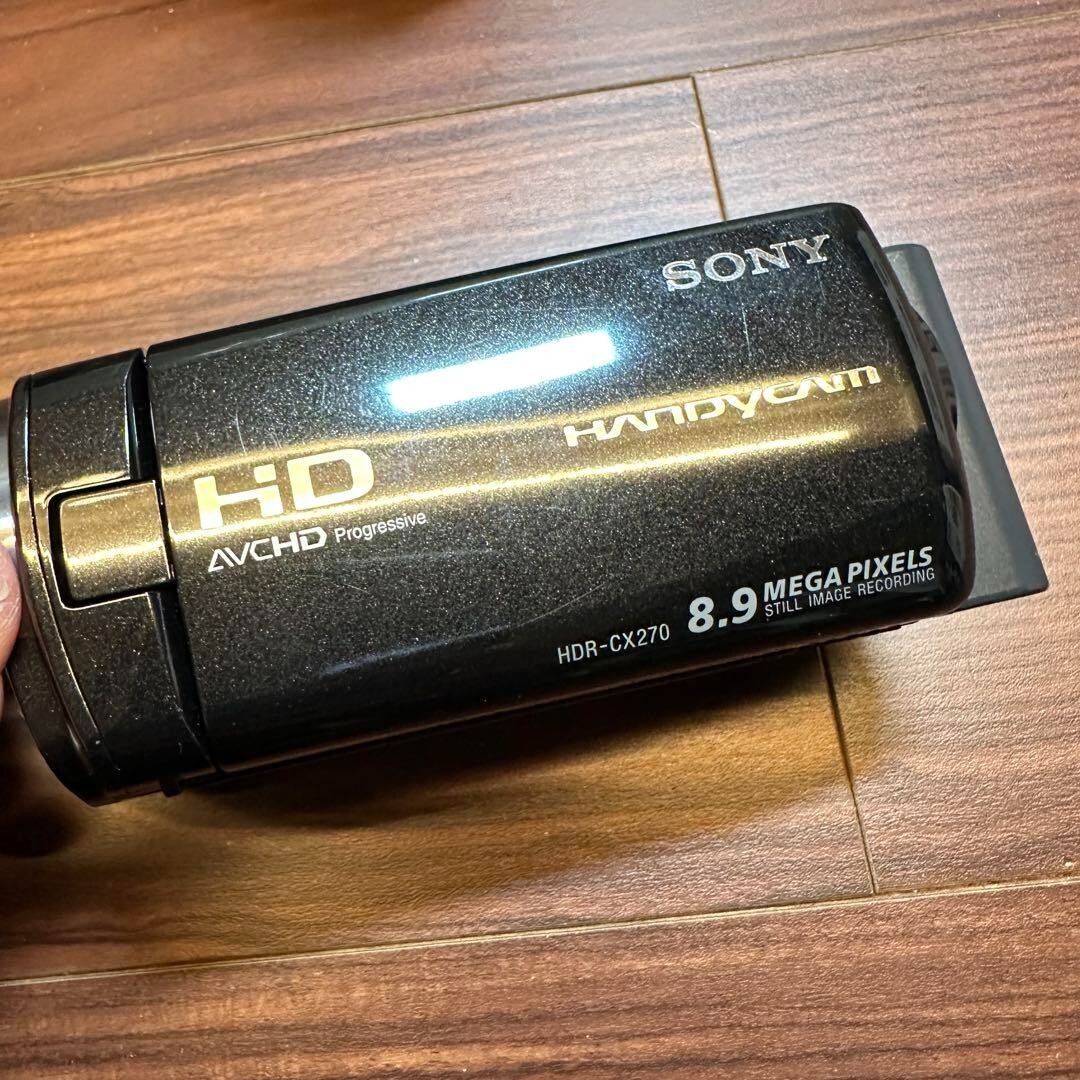 SONY
HANDYCAM
HD
AVCHD Progressive
HDR-CX270
8.9 MEGA PIXELS
STILL IMAGE RECORDING